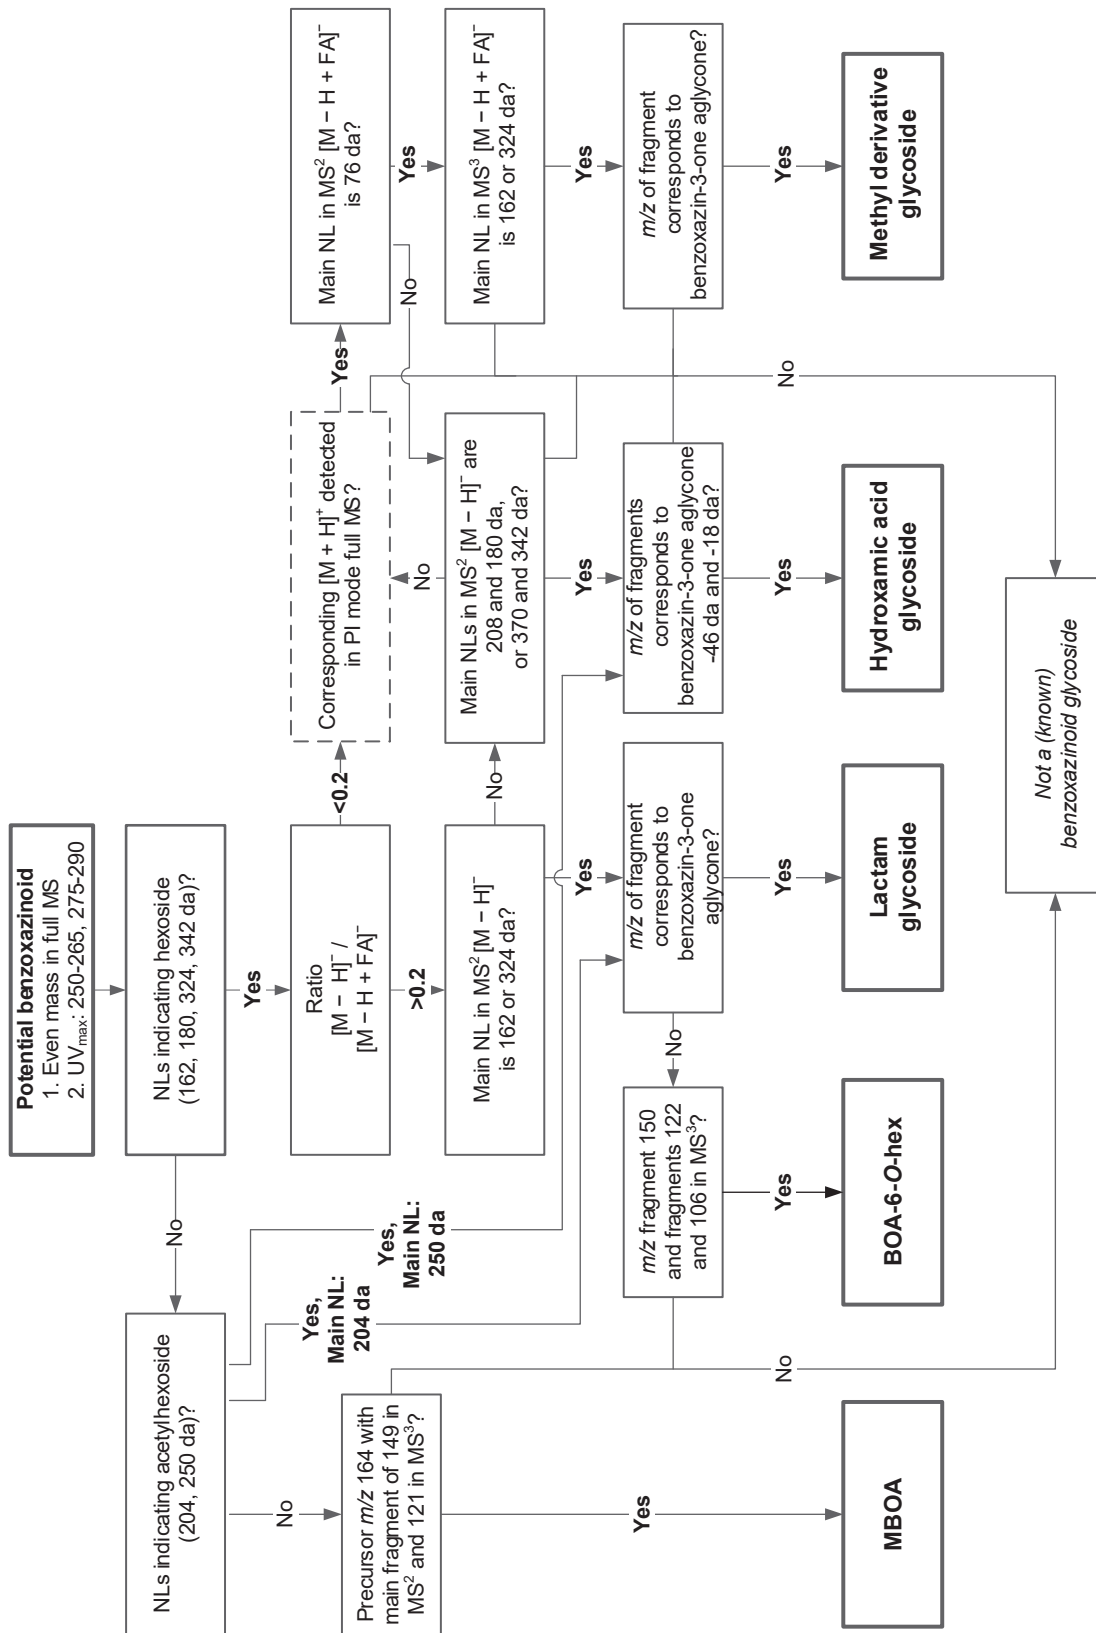 Potential benzoxazinoid
1. Even mass in full MS
2. UVmax: 250-265, 275-290
NLs indicating hexoside
(162, 180, 324, 342 da)?
No
Yes
NLs indicating acetylhexoside
(204, 250 da)?
No
Yes,
Main NL:
204 da
Yes,
Main NL:
250 da
Ratio
[M − H]⁻ /
[M − H + FA]⁻
<0.2
>0.2
Corresponding [M + H]⁺ detected
in PI mode full MS?
Yes
Main NL in MS² [M − H + FA]⁻
is 76 da?
Yes
No
Precursor m/z 164 with
main fragment of 149 in
MS² and 121 in MS³?
Yes
Main NL in MS² [M − H]⁻
is 162 or 324 da?
No
Yes
Main NLs in MS² [M − H]⁻ are
208 and 180 da,
or 370 and 342 da?
No
Yes
Main NL in MS³ [M − H + FA]⁻
is 162 or 324 da?
Yes
m/z fragment 150
and fragments 122
and 106 in MS³?
Yes
No
m/z of fragment
corresponds to
benzoxazin-3-one
aglycone?
No
Yes
m/z of fragments
corresponds to
benzoxazin-3-one aglycone
-46 da and -18 da?
Yes
m/z of fragment
corresponds to
benzoxazin-3-one aglycone?
Yes
No
MBOA
BOA-6-O-hex
Lactam
glycoside
Hydroxamic acid
glycoside
Methyl derivative
glycoside
Not a (known)
benzoxazinoid glycoside